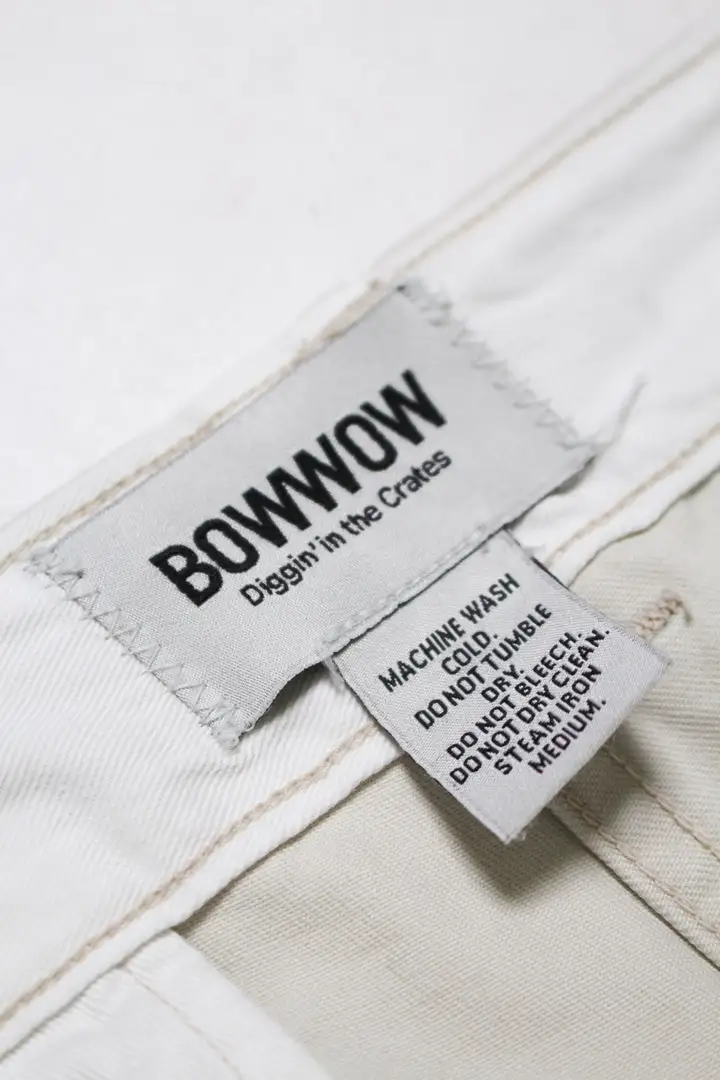 BOWWOW
Diggin' in the Crates
MACHINE WASH
COLD.
DO NOT TUMBLE
DRY.
DO NOT BLEECH.
DO NOT DRY CLEAN.
STEAM IRON
MEDIUM.